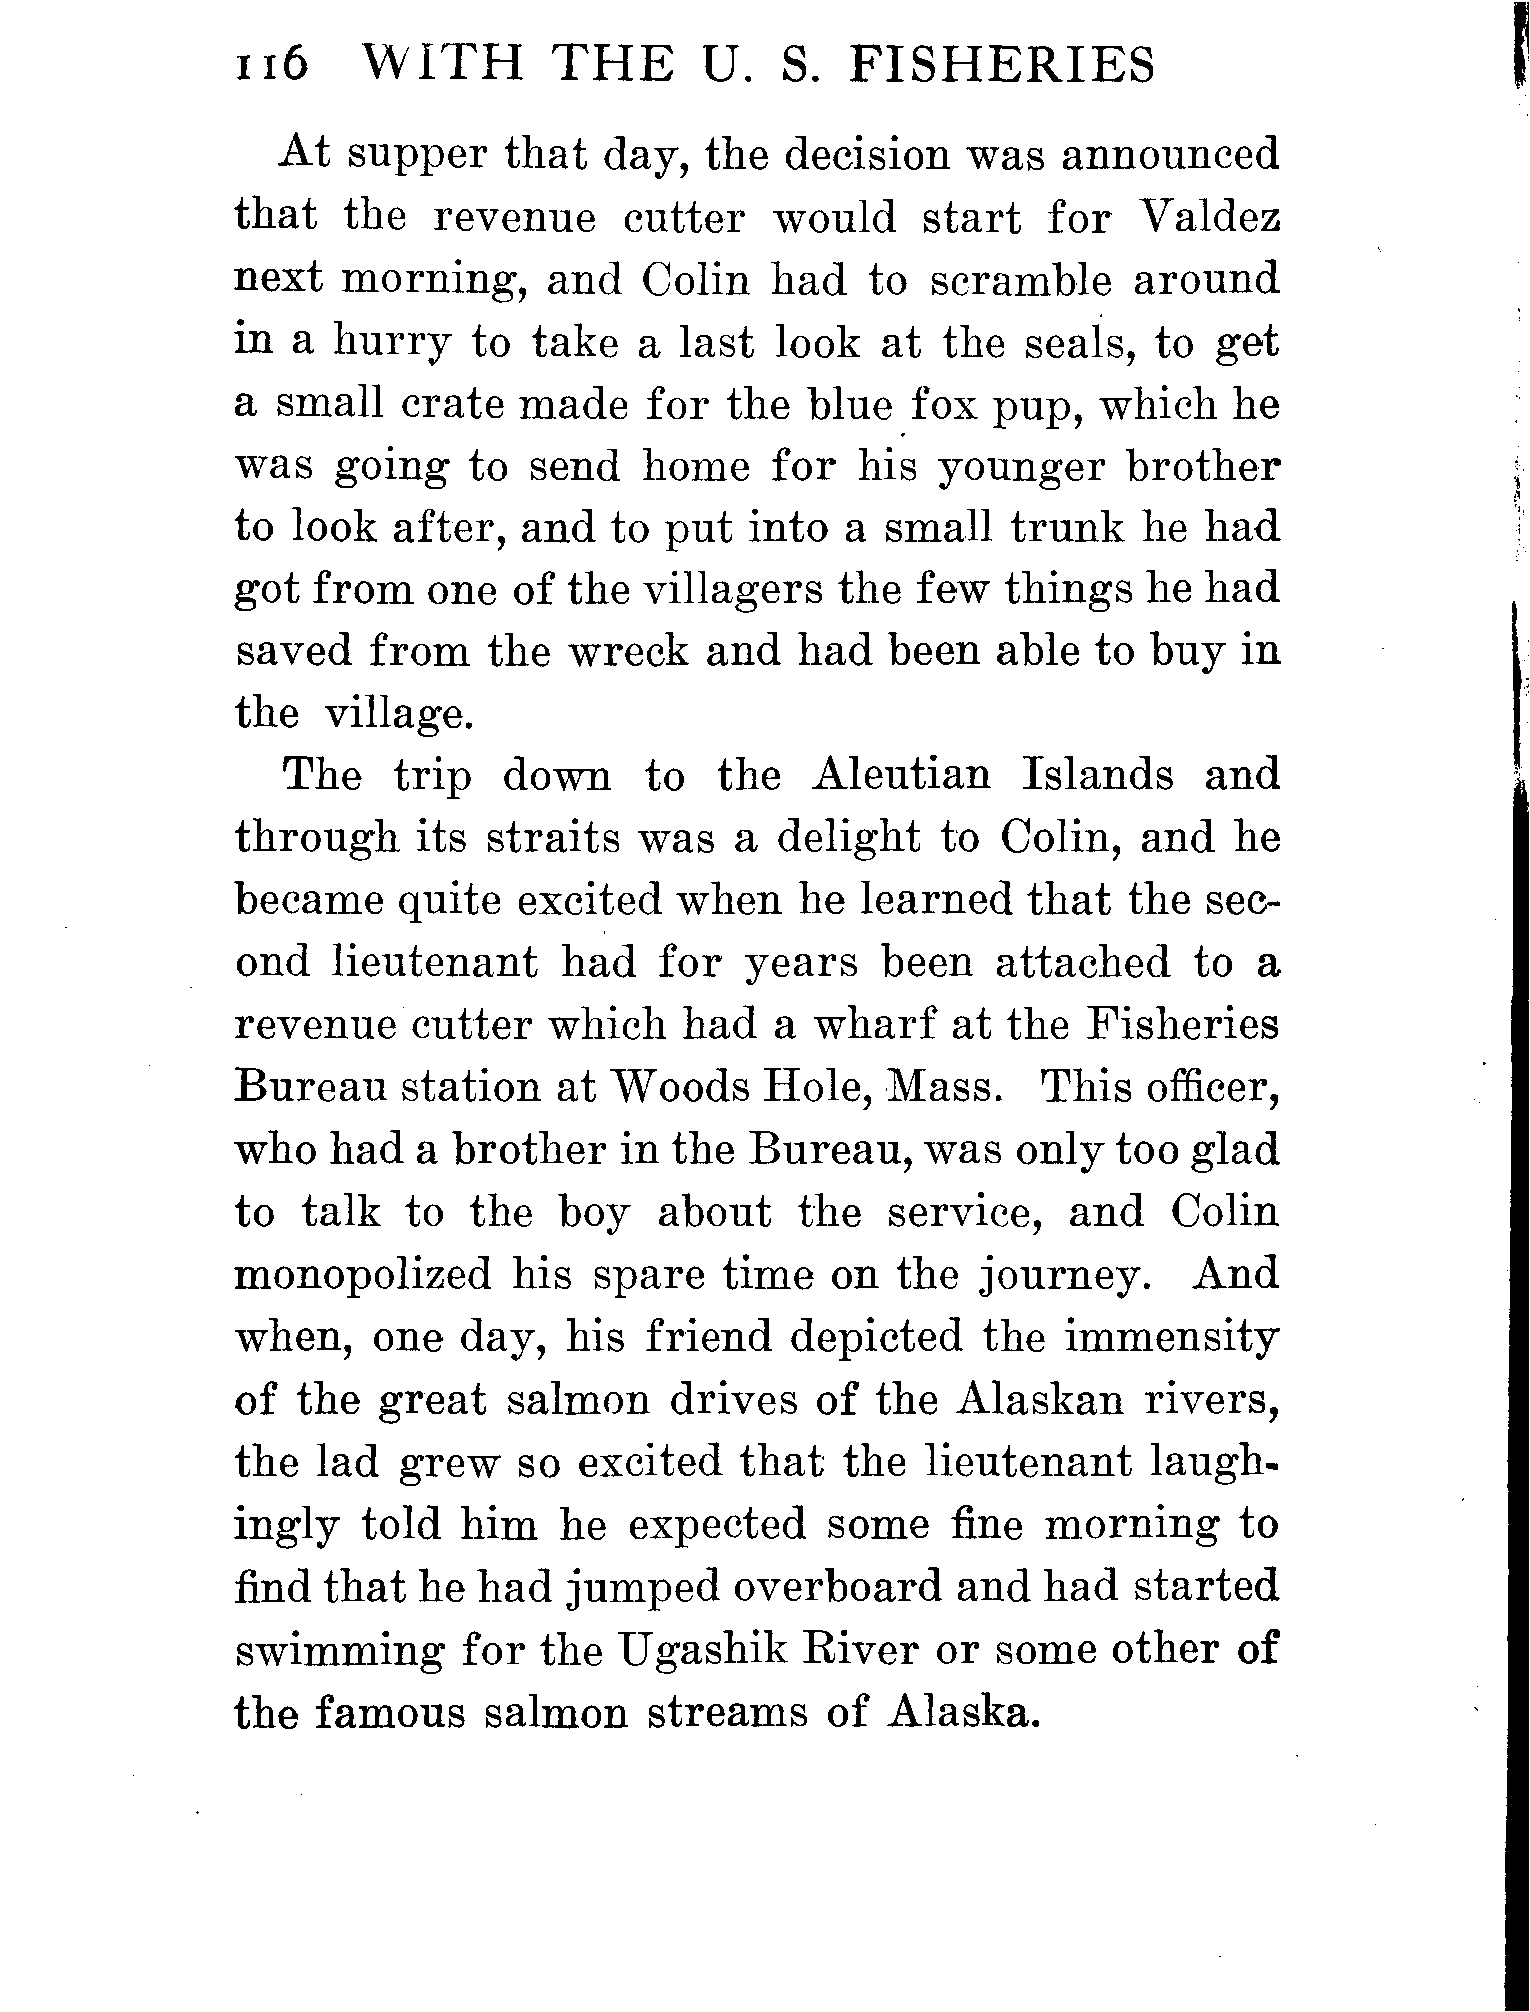 116 WITH THE U. S. FISHERIES
At supper that day, the decision was announced
that the revenue cutter would start for Valdez
next morning, and Colin had to scramble around
in a hurry to take a last look at the seals, to get
a small crate made for the blue fox pup, which he
was going to send home for his younger brother
to look after, and to put into a small trunk he had
got from one of the villagers the few things he had
saved from the wreck and had been able to buy in
the village.
The trip down to the Aleutian Islands and
through its straits was a delight to Colin, and he
became quite excited when he learned that the sec-
ond lieutenant had for years been attached to a
revenue cutter which had a wharf at the Fisheries
Bureau station at Woods Hole, Mass. This officer,
who had a brother in the Bureau, was only too glad
to talk to the boy about the service, and Colin
monopolized his spare time on the journey. And
when, one day, his friend depicted the immensity
of the great salmon drives of the Alaskan rivers,
the lad grew so excited that the lieutenant laugh-
ingly told him he expected some fine morning to
find that he had jumped overboard and had started
swimming for the Ugashik River or some other of
the famous salmon streams of Alaska.